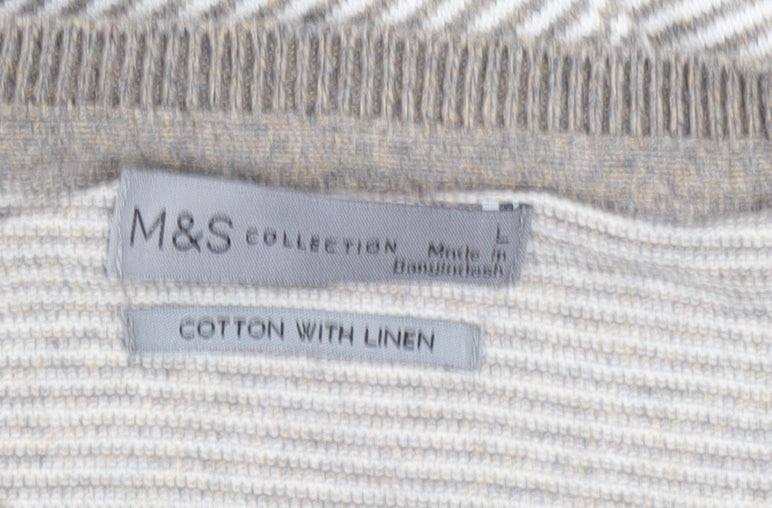 M&S COLLECTION
L
Made in
Bangladesh
COTTON WITH LINEN